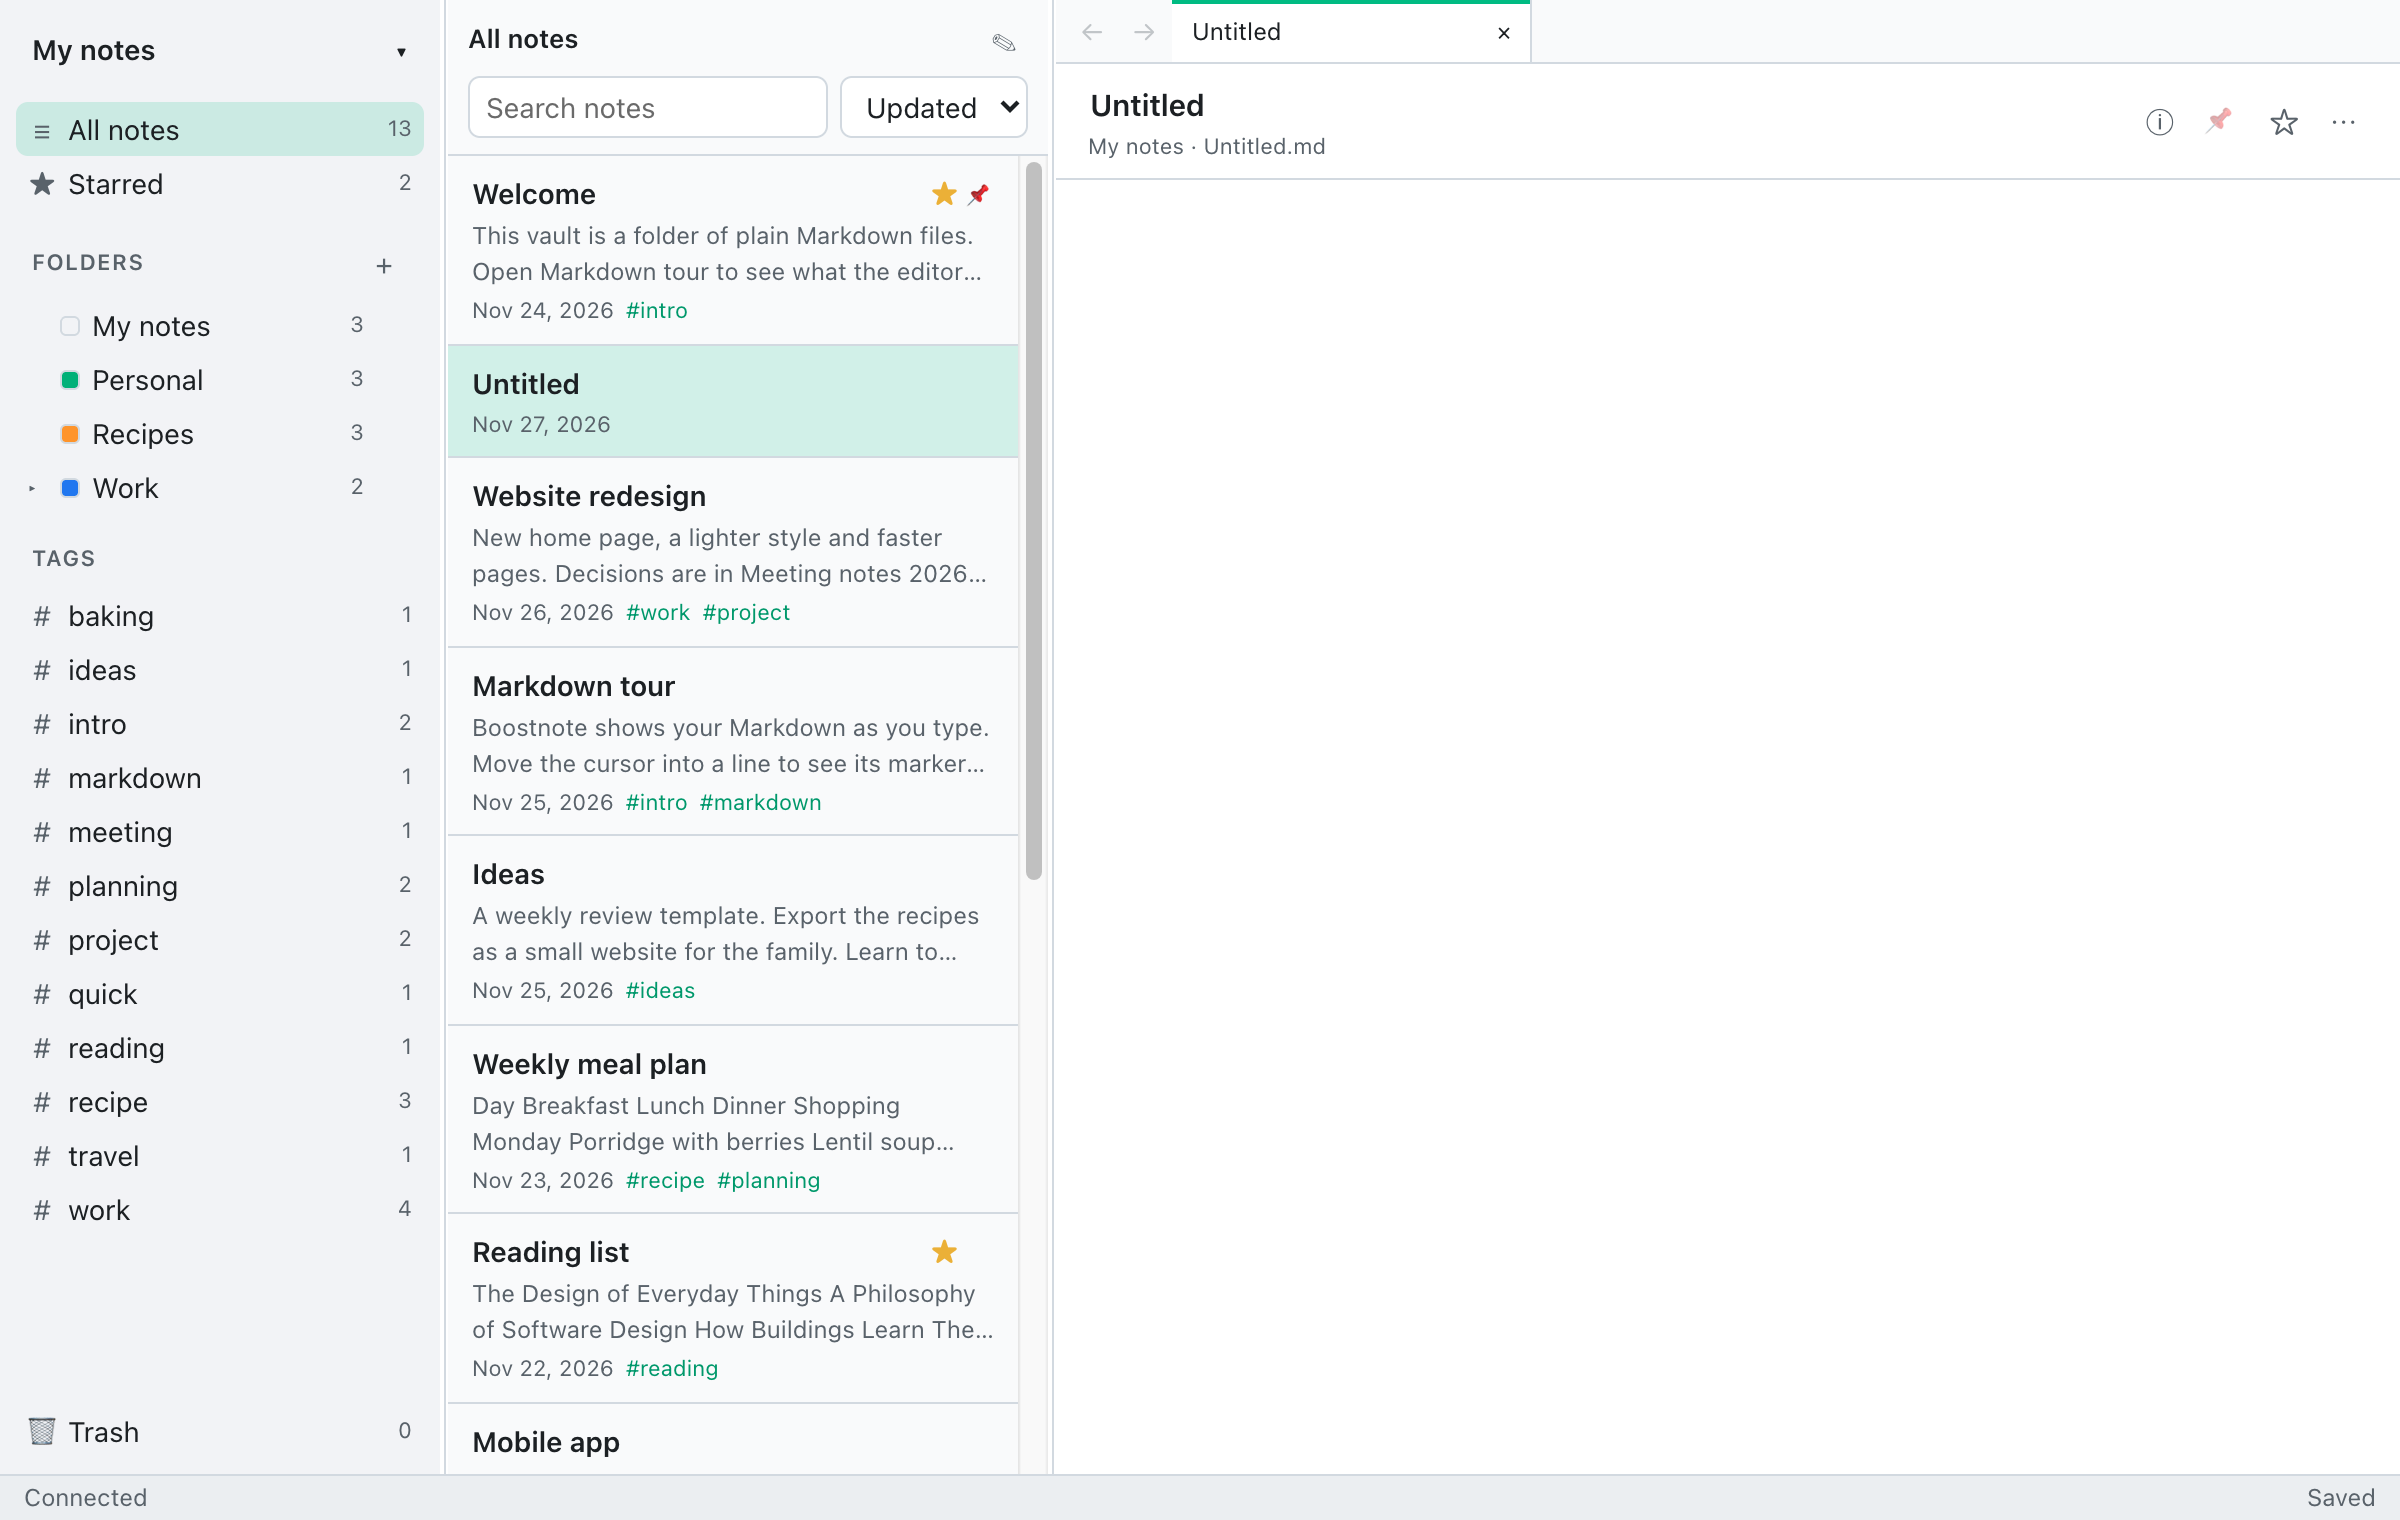 My notes
All notes 13
Starred 2
FOLDERS
My notes 3
Personal 3
Recipes 3
Work 2
TAGS
# baking 1
# ideas 1
# intro 2
# markdown 1
# meeting 1
# planning 2
# project 2
# quick 1
# reading 1
# recipe 3
# travel 1
# work 4
Trash 0
All notes
Search notes
Updated
Welcome
This vault is a folder of plain Markdown files.
Open Markdown tour to see what the editor...
Nov 24, 2026 #intro
Untitled
Nov 27, 2026
Website redesign
New home page, a lighter style and faster
pages. Decisions are in Meeting notes 2026...
Nov 26, 2026 #work #project
Markdown tour
Boostnote shows your Markdown as you type.
Move the cursor into a line to see its marker...
Nov 25, 2026 #intro #markdown
Ideas
A weekly review template. Export the recipes
as a small website for the family. Learn to...
Nov 25, 2026 #ideas
Weekly meal plan
Day Breakfast Lunch Dinner Shopping
Monday Porridge with berries Lentil soup...
Nov 23, 2026 #recipe #planning
Reading list
The Design of Everyday Things A Philosophy
of Software Design How Buildings Learn The...
Nov 22, 2026 #reading
Mobile app
Untitled
Untitled
My notes · Untitled.md
Connected
Saved